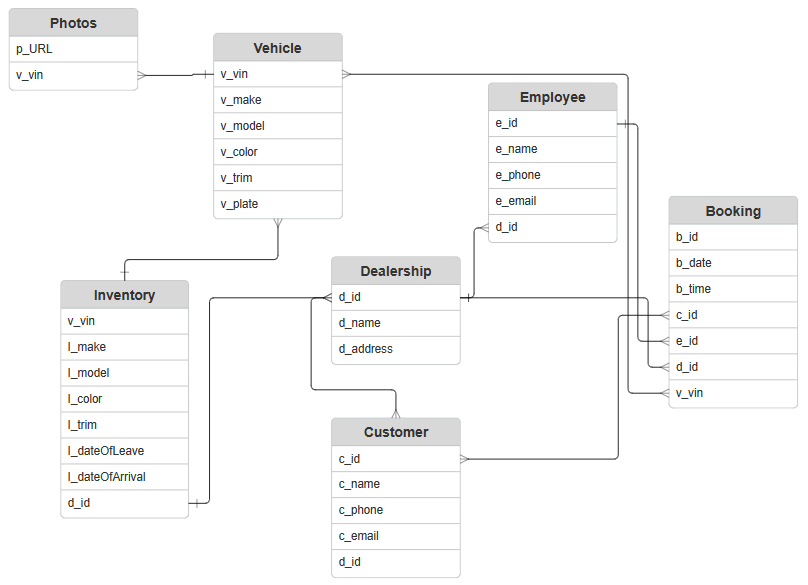 Photos
p_URL
v_vin
Vehicle
v_vin
v_make
v_model
v_color
v_trim
v_plate
Employee
e_id
e_name
e_phone
e_email
d_id
Booking
b_id
b_date
b_time
c_id
e_id
d_id
v_vin
Dealership
d_id
d_name
d_address
Inventory
v_vin
I_make
I_model
I_color
I_trim
I_dateOfLeave
I_dateOfArrival
d_id
Customer
c_id
c_name
c_phone
c_email
d_id